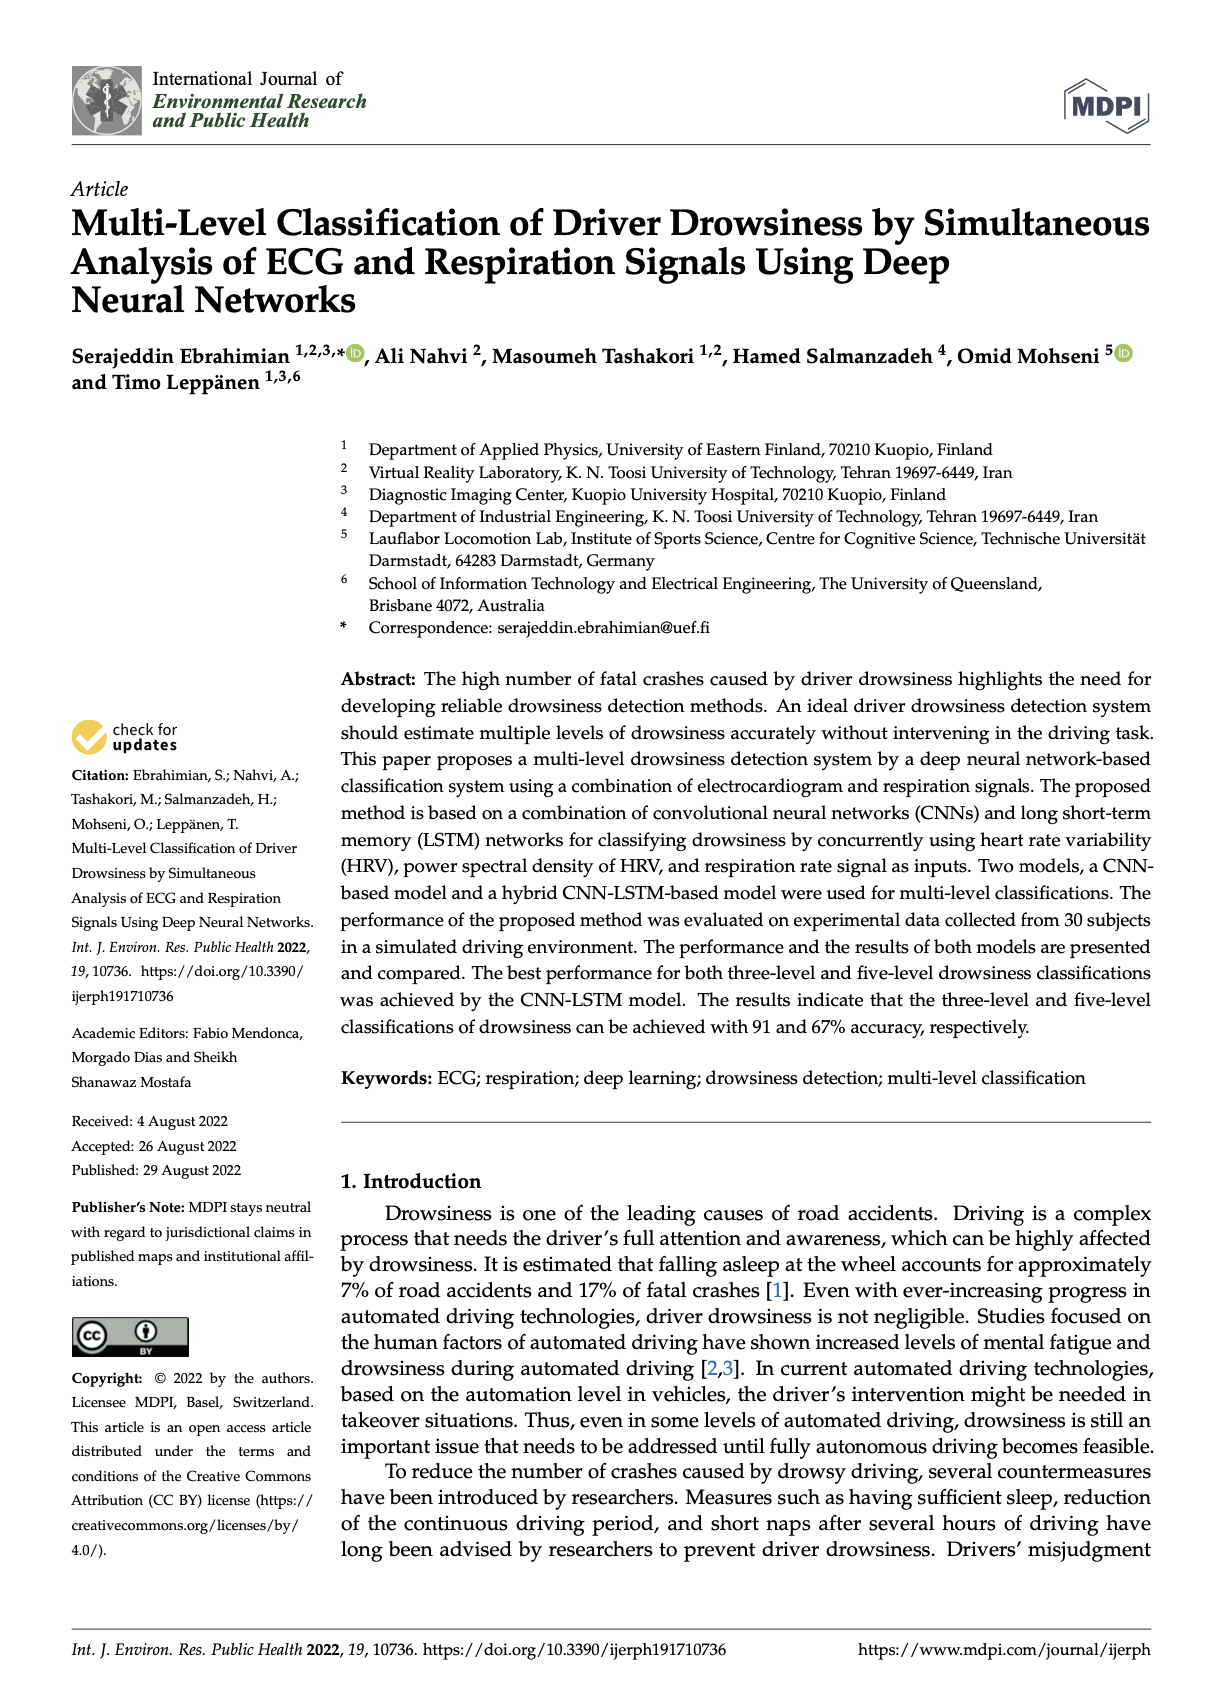 International Journal of
Environmental Research
and Public Health
MDPI
Article
Multi-Level Classification of Driver Drowsiness by Simultaneous
Analysis of ECG and Respiration Signals Using Deep
Neural Networks
Serajeddin Ebrahimian 1,2,3,*, Ali Nahvi 2, Masoumeh Tashakori 1,2, Hamed Salmanzadeh 4, Omid Mohseni 5
and Timo Leppänen 1,3,6
1 Department of Applied Physics, University of Eastern Finland, 70210 Kuopio, Finland
2 Virtual Reality Laboratory, K. N. Toosi University of Technology, Tehran 19697-6449, Iran
3 Diagnostic Imaging Center, Kuopio University Hospital, 70210 Kuopio, Finland
4 Department of Industrial Engineering, K. N. Toosi University of Technology, Tehran 19697-6449, Iran
5 Lauflabor Locomotion Lab, Institute of Sports Science, Centre for Cognitive Science, Technische Universität
Darmstadt, 64283 Darmstadt, Germany
6 School of Information Technology and Electrical Engineering, The University of Queensland,
Brisbane 4072, Australia
* Correspondence: serajeddin.ebrahimian@uef.fi
Abstract: The high number of fatal crashes caused by driver drowsiness highlights the need for
developing reliable drowsiness detection methods. An ideal driver drowsiness detection system
should estimate multiple levels of drowsiness accurately without intervening in the driving task.
This paper proposes a multi-level drowsiness detection system by a deep neural network-based
classification system using a combination of electrocardiogram and respiration signals. The proposed
method is based on a combination of convolutional neural networks (CNNs) and long short-term
memory (LSTM) networks for classifying drowsiness by concurrently using heart rate variability
(HRV), power spectral density of HRV, and respiration rate signal as inputs. Two models, a CNN-
based model and a hybrid CNN-LSTM-based model were used for multi-level classifications. The
performance of the proposed method was evaluated on experimental data collected from 30 subjects
in a simulated driving environment. The performance and the results of both models are presented
and compared. The best performance for both three-level and five-level drowsiness classifications
was achieved by the CNN-LSTM model. The results indicate that the three-level and five-level
classifications of drowsiness can be achieved with 91 and 67% accuracy, respectively.
Keywords: ECG; respiration; deep learning; drowsiness detection; multi-level classification
check for
updates
Citation: Ebrahimian, S.; Nahvi, A.;
Tashakori, M.; Salmanzadeh, H.;
Mohseni, O.; Leppänen, T.
Multi-Level Classification of Driver
Drowsiness by Simultaneous
Analysis of ECG and Respiration
Signals Using Deep Neural Networks.
Int. J. Environ. Res. Public Health 2022,
19, 10736. https://doi.org/10.3390/
ijerph191710736
Academic Editors: Fabio Mendonca,
Morgado Dias and Sheikh
Shanawaz Mostafa
Received: 4 August 2022
Accepted: 26 August 2022
Published: 29 August 2022
Publisher's Note: MDPI stays neutral
with regard to jurisdictional claims in
published maps and institutional affil-
iations.
cc BY
Copyright: © 2022 by the authors.
Licensee MDPI, Basel, Switzerland.
This article is an open access article
distributed under the terms and
conditions of the Creative Commons
Attribution (CC BY) license (https://
creativecommons.org/licenses/by/
4.0/).
1. Introduction
Drowsiness is one of the leading causes of road accidents. Driving is a complex
process that needs the driver's full attention and awareness, which can be highly affected
by drowsiness. It is estimated that falling asleep at the wheel accounts for approximately
7% of road accidents and 17% of fatal crashes [1]. Even with ever-increasing progress in
automated driving technologies, driver drowsiness is not negligible. Studies focused on
the human factors of automated driving have shown increased levels of mental fatigue and
drowsiness during automated driving [2,3]. In current automated driving technologies,
based on the automation level in vehicles, the driver's intervention might be needed in
takeover situations. Thus, even in some levels of automated driving, drowsiness is still an
important issue that needs to be addressed until fully autonomous driving becomes feasible.
To reduce the number of crashes caused by drowsy driving, several countermeasures
have been introduced by researchers. Measures such as having sufficient sleep, reduction
of the continuous driving period, and short naps after several hours of driving have
long been advised by researchers to prevent driver drowsiness. Drivers' misjudgment
Int. J. Environ. Res. Public Health 2022, 19, 10736. https://doi.org/10.3390/ijerph191710736
https://www.mdpi.com/journal/ijerph